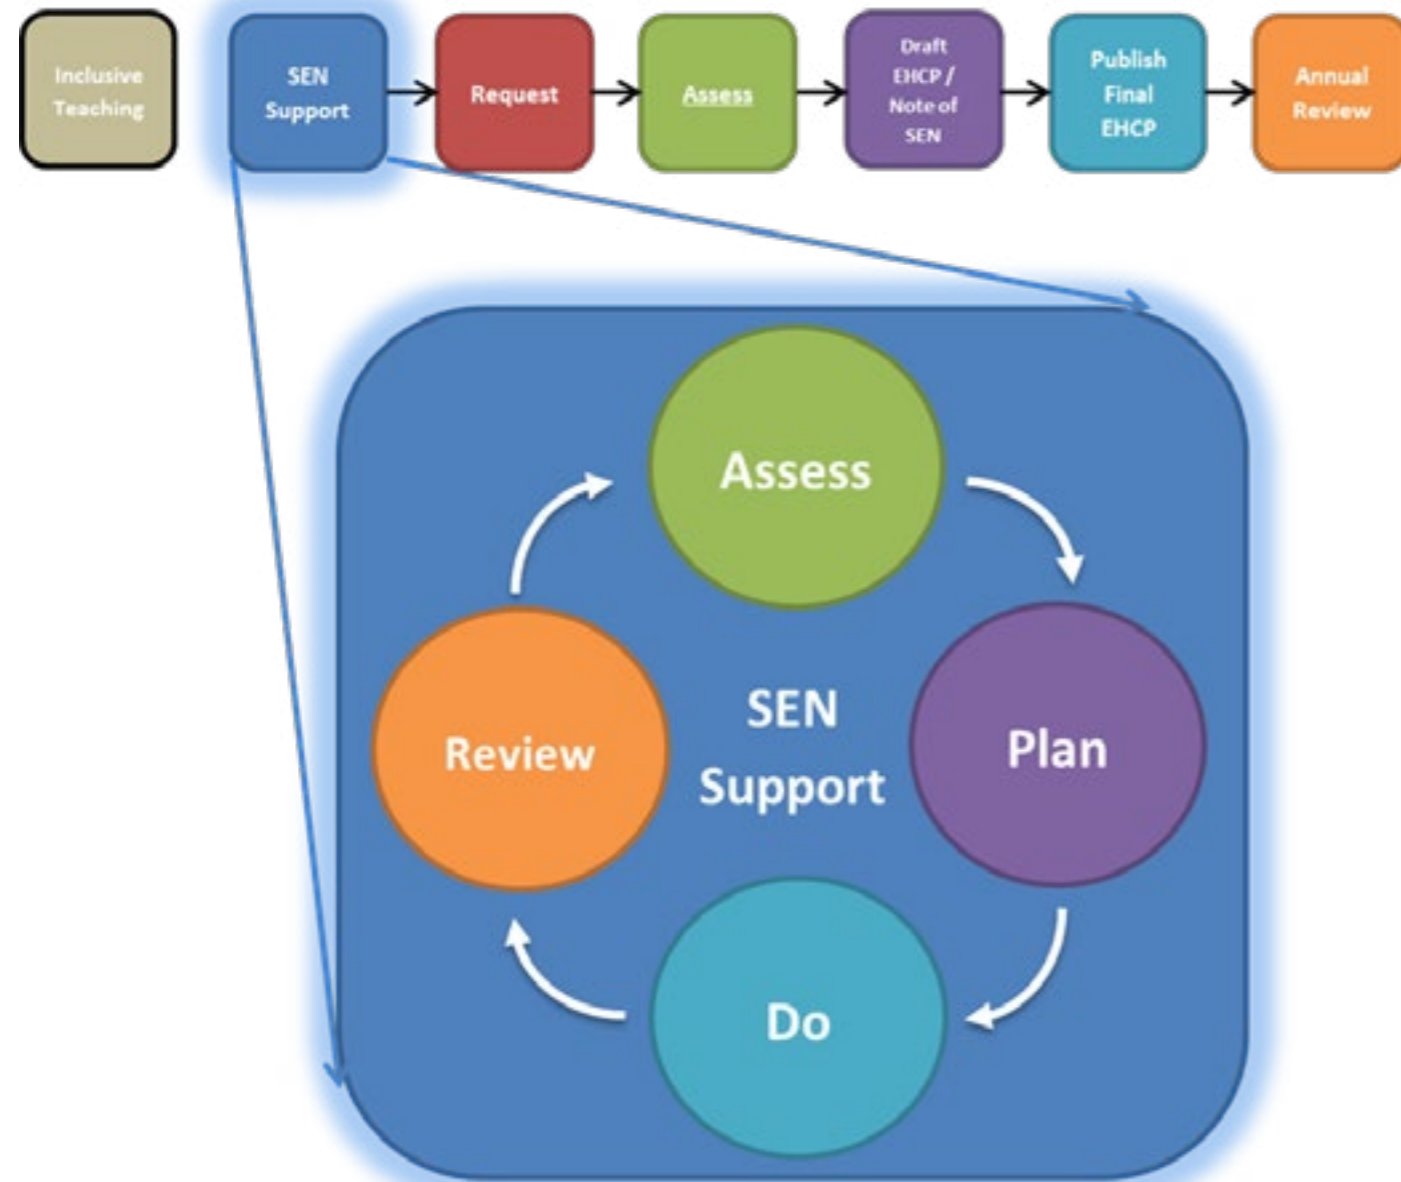 Inclusive
Teaching
SEN
Support
Request
Assess
Draft
EHCP /
Note of
SEN
Publish
Final
EHCP
Annual
Review
Assess
Review
SEN
Support
Plan
Do